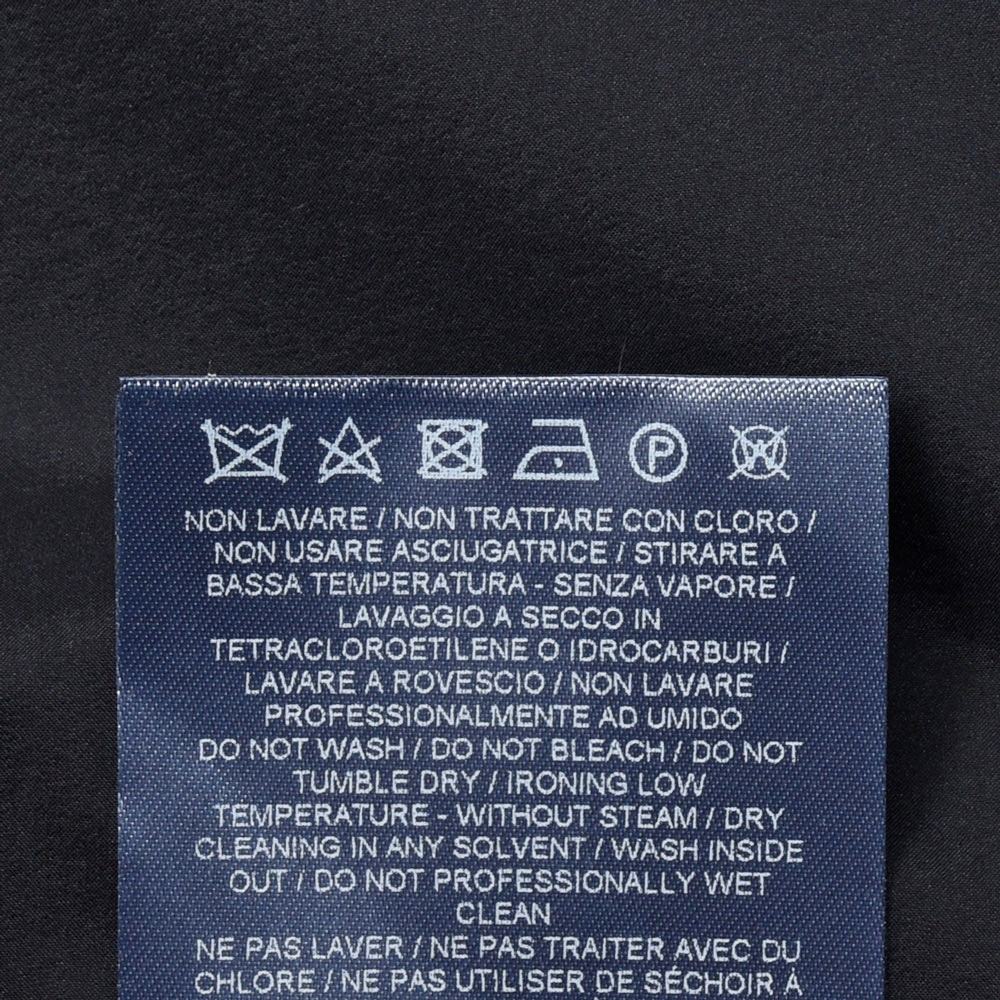 P
W
NON LAVARE / NON TRATTARE CON CLORO /
NON USARE ASCIUGATRICE / STIRARE A
BASSA TEMPERATURA - SENZA VAPORE /
LAVAGGIO A SECCO IN
TETRACLOROETILENE O IDROCARBURI /
LAVARE A ROVESCIO / NON LAVARE
PROFESSIONALMENTE AD UMIDO
DO NOT WASH / DO NOT BLEACH / DO NOT
TUMBLE DRY / IRONING LOW
TEMPERATURE - WITHOUT STEAM / DRY
CLEANING IN ANY SOLVENT / WASH INSIDE
OUT / DO NOT PROFESSIONALLY WET
CLEAN
NE PAS LAVER / NE PAS TRAITER AVEC DU
CHLORE / NE PAS UTILISER DE SÉCHOIR À